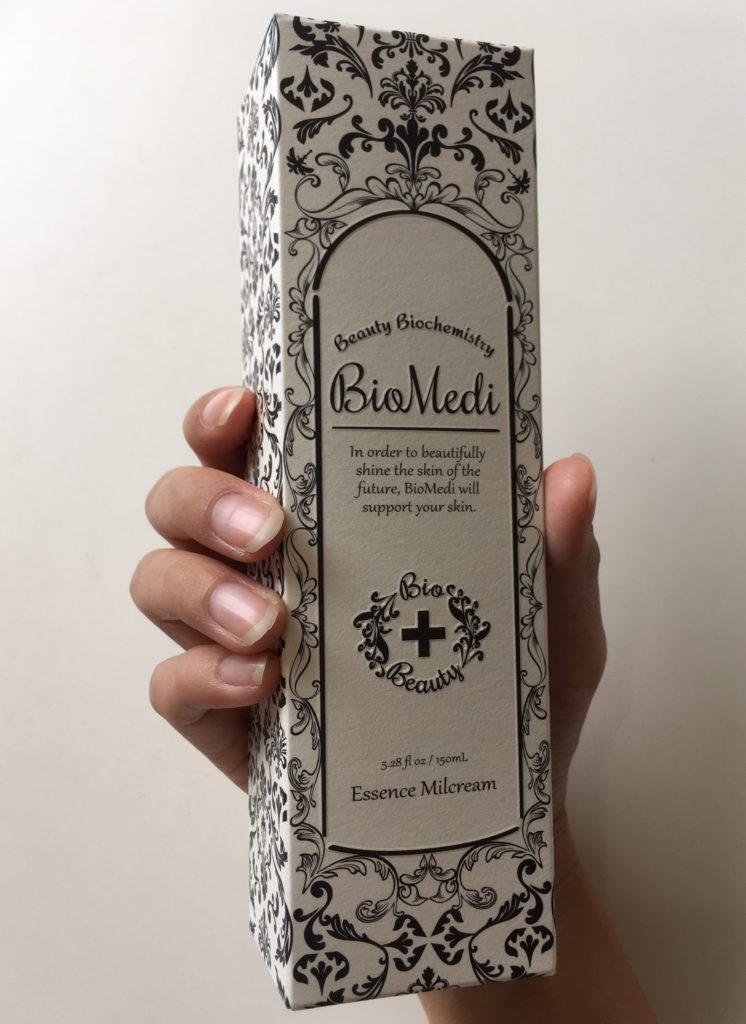 Beauty Biochemistry
BioMedi
In order to beautifully
shine the skin of the
future, BioMedi will
support your skin.
Bio
Beauty
5.28 fl oz / 150mL
Essence Milcream